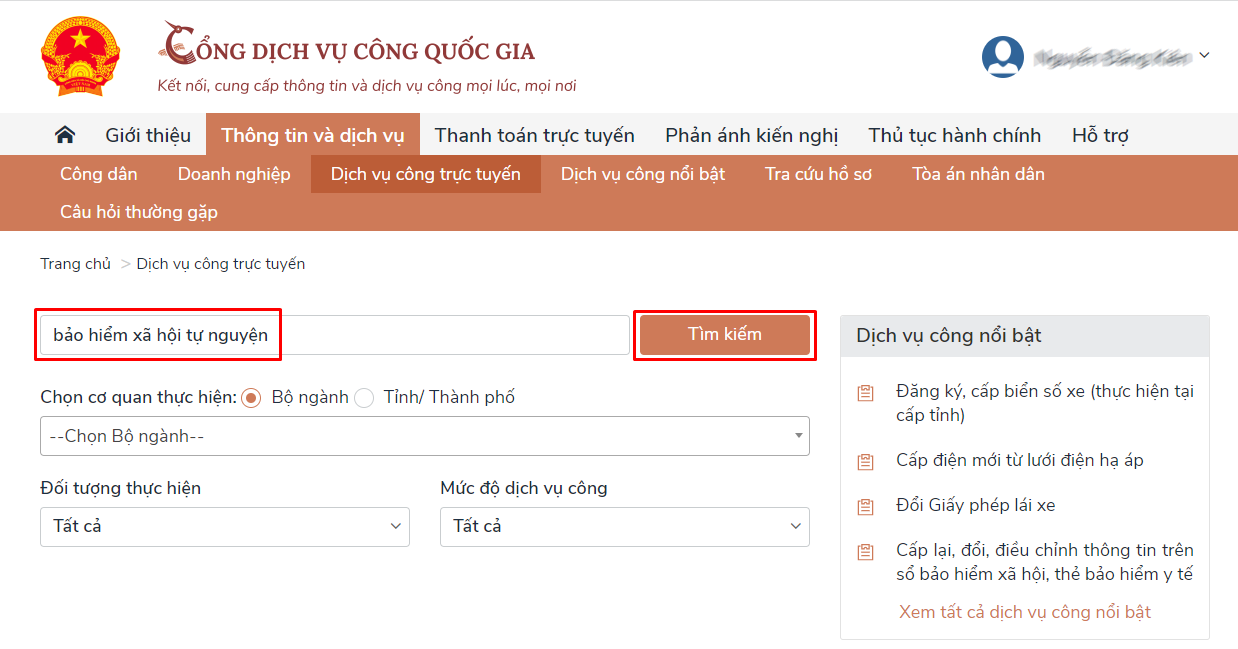 CỔNG DỊCH VỤ CÔNG QUỐC GIA
Kết nối, cung cấp thông tin và dịch vụ công mọi lúc, mọi nơi
Giới thiệu Thông tin và dịch vụ Thanh toán trực tuyến Phản ánh kiến nghị Thủ tục hành chính Hỗ trợ
Công dân Doanh nghiệp Dịch vụ công trực tuyến Dịch vụ công nổi bật Tra cứu hồ sơ Tòa án nhân dân
Câu hỏi thường gặp
Trang chủ > Dịch vụ công trực tuyến
bảo hiểm xã hội tự nguyện
Tìm kiếm
Chọn cơ quan thực hiện: Bộ ngành Tỉnh/ Thành phố
--Chọn Bộ ngành--
Đối tượng thực hiện Mức độ dịch vụ công
Tất cả Tất cả
Dịch vụ công nổi bật
Đăng ký, cấp biển số xe (thực hiện tại
cấp tỉnh)
Cấp điện mới từ lưới điện hạ áp
Đổi Giấy phép lái xe
Cấp lại, đổi, điều chỉnh thông tin trên
sổ bảo hiểm xã hội, thẻ bảo hiểm y tế
Xem tất cả dịch vụ công nổi bật